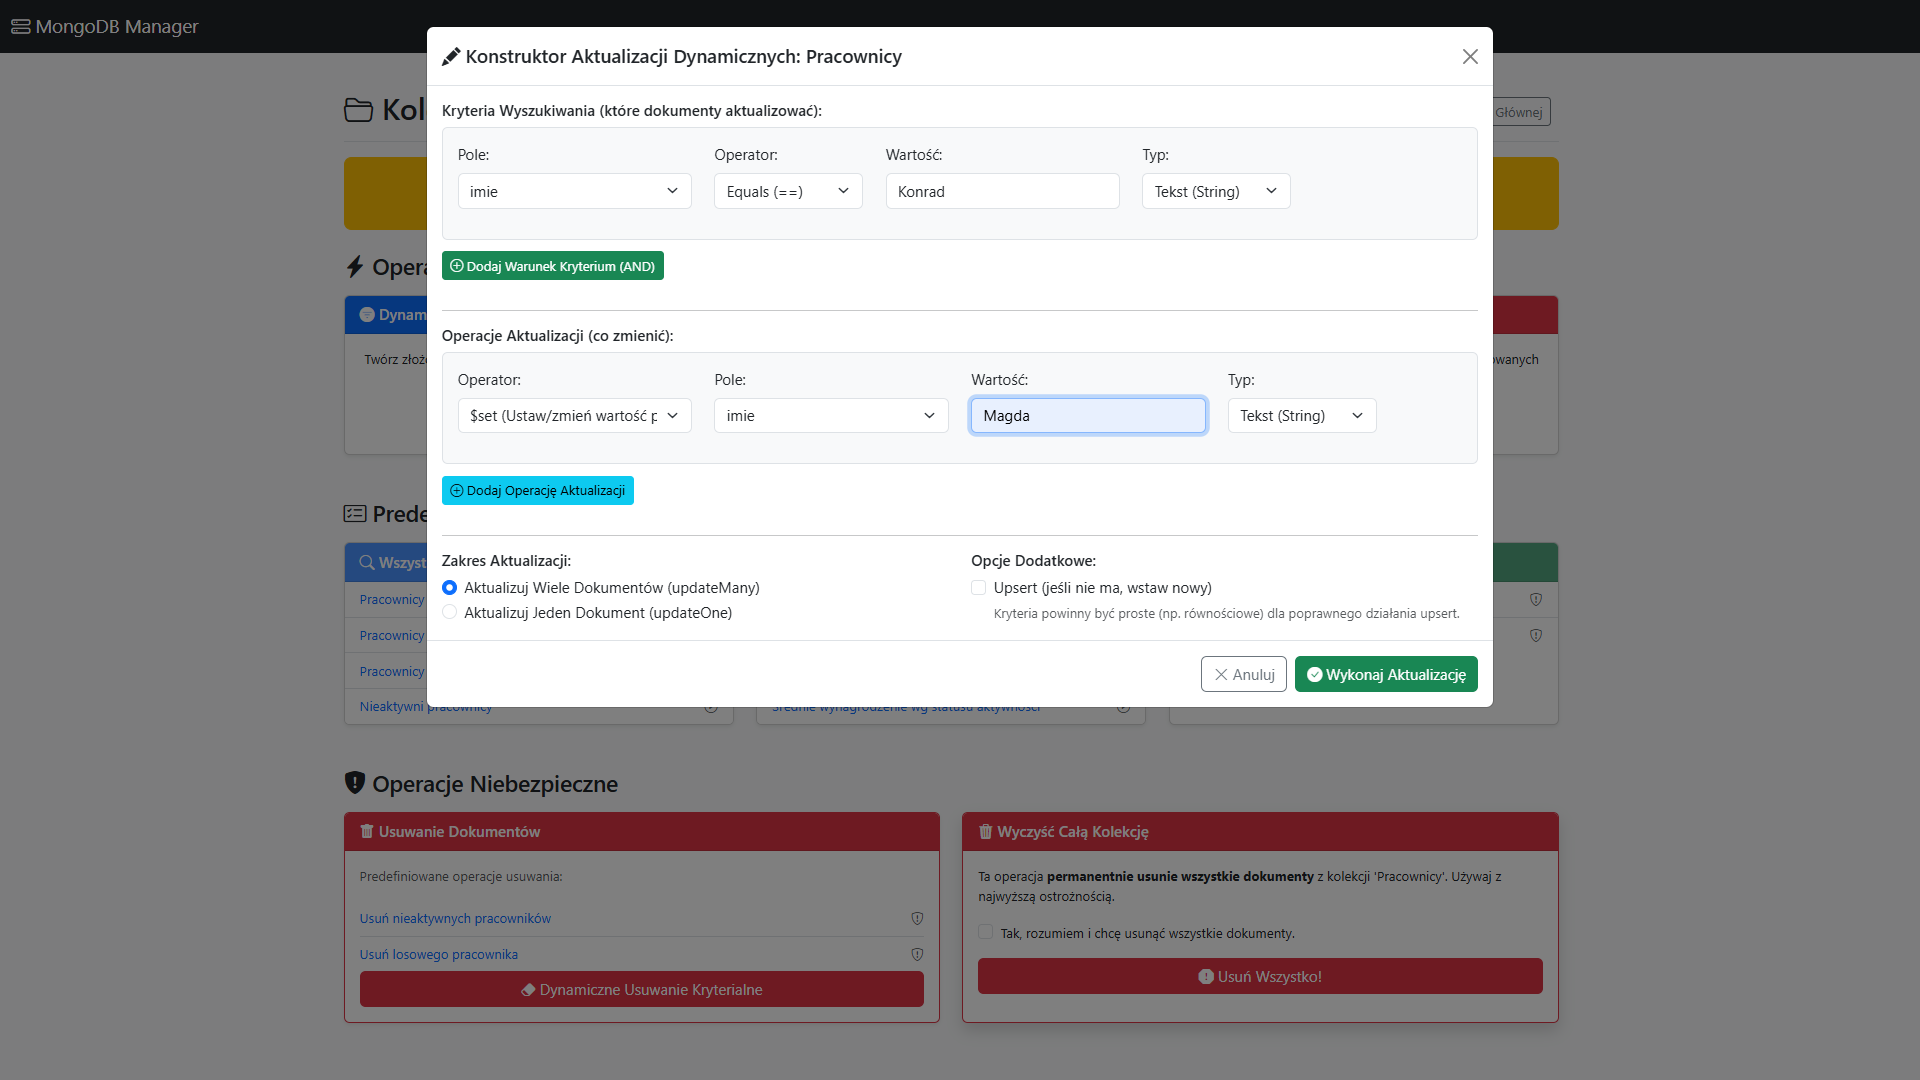 MongoDB Manager
Konstruktor Aktualizacji Dynamicznych: Pracownicy
Głównej
Kryteria Wyszukiwania (które dokumenty aktualizować):
Pole:
Operator:
Wartość:
Typ:
imie
Equals (==)
Konrad
Tekst (String)
Dodaj Warunek Kryterium (AND)
Operacje Aktualizacji (co zmienić):
Operator:
Pole:
Wartość:
Typ:
$set (Ustaw/zmień wartość p
imie
Magda
Tekst (String)
Dodaj Operację Aktualizacji
Zakres Aktualizacji:
Aktualizuj Wiele Dokumentów (updateMany)
Aktualizuj Jeden Dokument (updateOne)
Opcje Dodatkowe:
Upsert (jeśli nie ma, wstaw nowy)
Kryteria powinny być proste (np. równościowe) dla poprawnego działania upsert.
Anuluj
Wykonaj Aktualizację
Kol
Opera
Dynam
Twórz złoż
owanych
Prede
Wszyst
Pracownicy
Pracownicy
Pracownicy
Nieaktywni pracownicy
Średnie wynagrodzenie wg statusu aktywności
Operacje Niebezpieczne
Usuwanie Dokumentów
Predefiniowane operacje usuwania:
Usuń nieaktywnych pracowników
Usuń losowego pracownika
Dynamiczne Usuwanie Kryterialne
Wyczyść Całą Kolekcję
Ta operacja permanentnie usunie wszystkie dokumenty z kolekcji 'Pracownicy'. Używaj z
najwyższą ostrożnością.
Tak, rozumiem i chcę usunąć wszystkie dokumenty.
Usuń Wszystko!